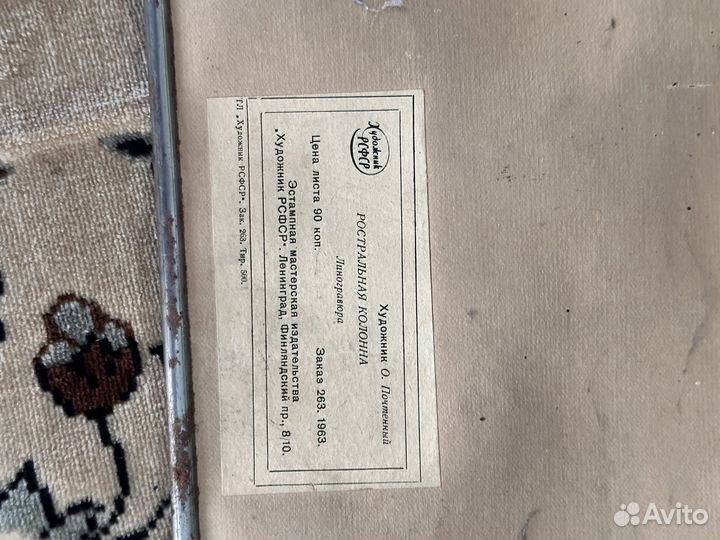 Художник
РСФСР
Художник О. Почтенный
РОСТРАЛЬНАЯ КОЛОННА
Линогравюра
Цена листа 90 коп. Заказ 263. 1963.
Эстампная мастерская издательства
„Художник РСФСР". Ленинград, Финляндский пр., 8/10.
ТЛ „Художник РСФСР". Зак. 263. Тир. 500.
Avito